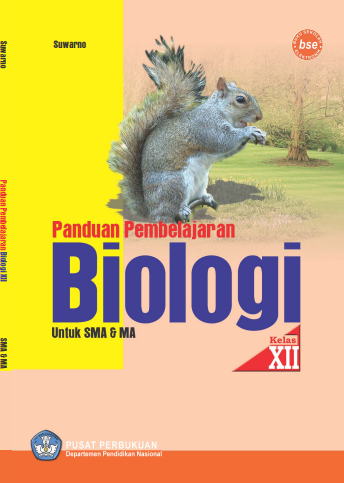 Suwarno
Panduan Pembelajaran Biologi XII
SMA & MA
Suwarno
bse
Panduan Pembelajaran
Biologi
Untuk SMA & MA
Kelas
XII
PUSAT PERBUKUAN
Departemen Pendidikan Nasional